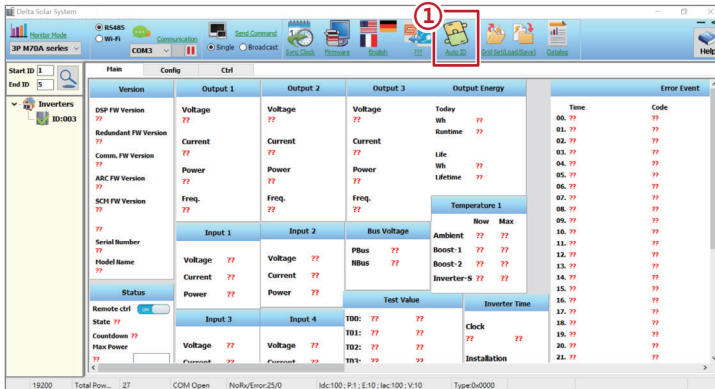 Delta Solar System
1
Monitor Mode
3P M70A series
RS485
Wi-Fi
Communication
COM3
Send Command
Single
Broadcast
Sync Clock
Firmware
English
???
Auto ID
Grid Set(Load/Save)
Datalog
Help
Start ID 1
End ID 5
Inverters
ID:003
Main Config Ctrl
Version
DSP FW Version
??
Redundant FW Version
??
Comm. FW Version
??
ARC FW Version
??
SCM FW Version
??
??
Serial Number
??
Model Name
??
Status
Remote ctrl ON
State ??
Countdown ??
Max Power
??
Output 1
Voltage
??
Current
??
Power
??
Freq.
??
Output 2
Voltage
??
Current
??
Power
??
Freq.
??
Output 3
Voltage
??
Current
??
Power
??
Freq.
??
Output Energy
Today
Wh ??
Runtime ??
Life
Wh ??
Lifetime ??
Temperature 1
Now Max
Ambient ?? ??
Boost-1 ?? ??
Boost-2 ?? ??
Inverter-S ?? ??
Input 1
Voltage ??
Current ??
Power ??
Input 2
Voltage ??
Current ??
Power ??
Bus Voltage
PBus ??
NBus ??
Input 3
Voltage ??
Current ??
Input 4
Voltage ??
Current ??
Test Value
T00: ?? ??
T01: ?? ??
T02: ?? ??
T03: ?? ??
Inverter Time
Clock
?? ??
Installation
Error Event
Time Code
00. ?? ??
01. ?? ??
02. ?? ??
03. ?? ??
04. ?? ??
05. ?? ??
06. ?? ??
07. ?? ??
08. ?? ??
09. ?? ??
10. ?? ??
11. ?? ??
12. ?? ??
13. ?? ??
14. ?? ??
15. ?? ??
16. ?? ??
17. ?? ??
18. ?? ??
19. ?? ??
20. ?? ??
21. ?? ??
19200 Total Pow... 27 COM Open NoRx/Error:25/0 Idc:100 ; P:1 ; E:10 ; Iac:100 ; V:10 Type:0x0000